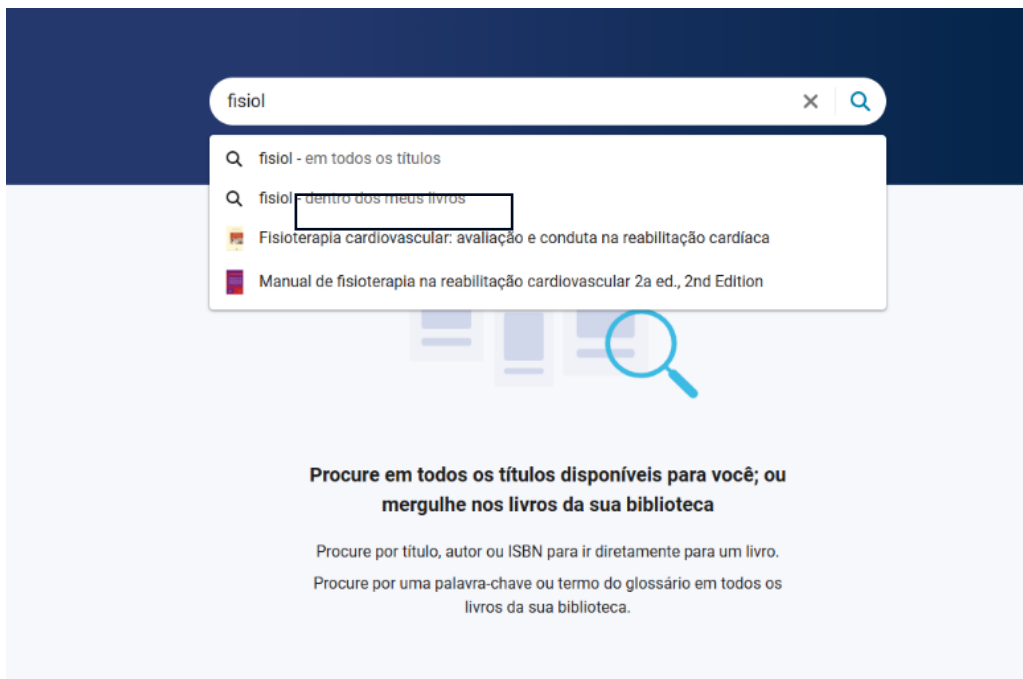 fisiol
fisiol - em todos os títulos
fisiol - dentro dos meus livros
Fisioterapia cardiovascular: avaliação e conduta na reabilitação cardíaca
Manual de fisioterapia na reabilitação cardiovascular 2a ed., 2nd Edition
Procure em todos os títulos disponíveis para você; ou
mergulhe nos livros da sua biblioteca
Procure por título, autor ou ISBN para ir diretamente para um livro.
Procure por uma palavra-chave ou termo do glossário em todos os
livros da sua biblioteca.